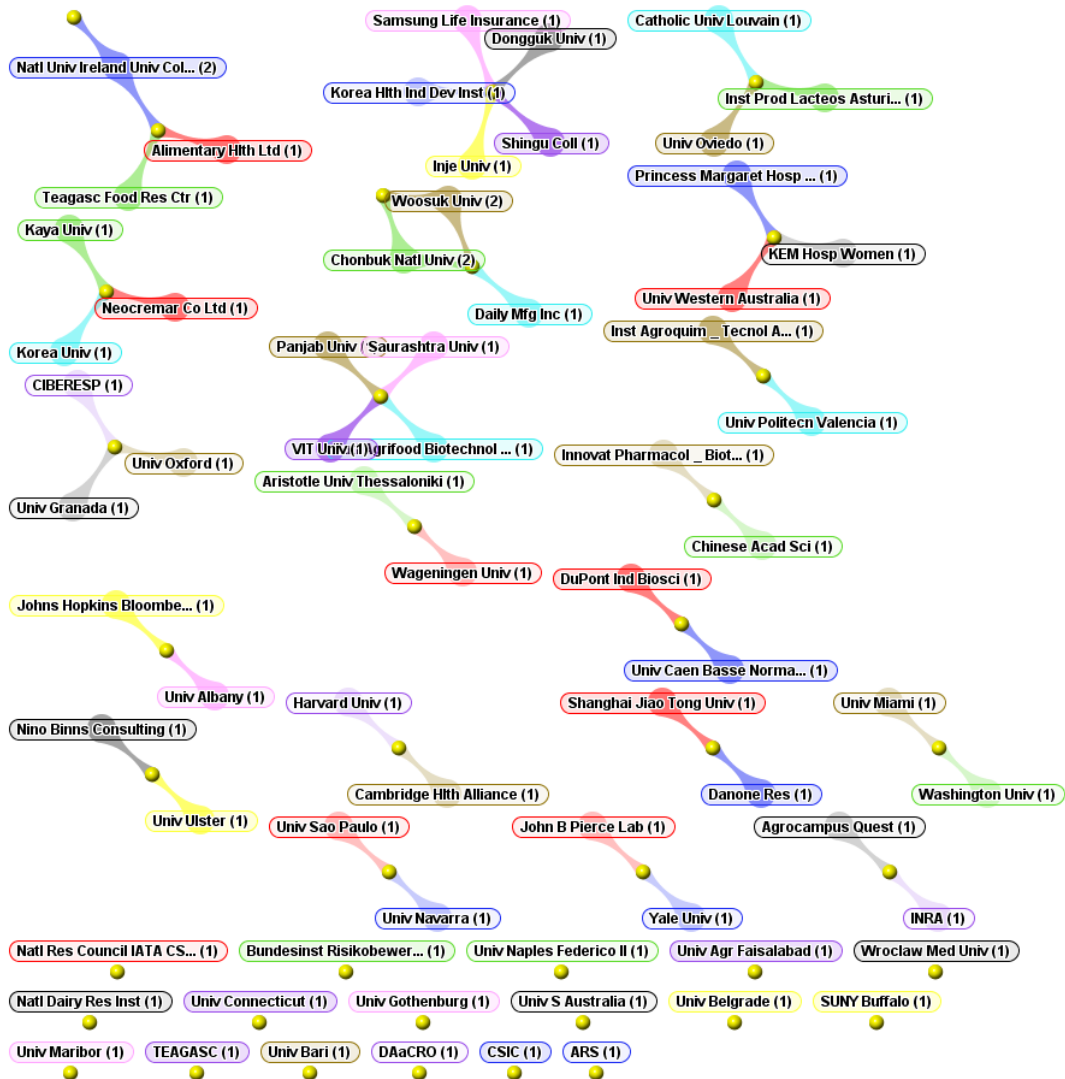 Samsung Life Insurance (1)
Catholic Univ Louvain (1)
Dongguk Univ (1)
Natl Univ Ireland Univ Col... (2)
Korea Hlth Ind Dev Inst (1)
Inst Prod Lacteos Asturi... (1)
Alimentary Hlth Ltd (1)
Shingu Coll (1)
Univ Oviedo (1)
Inje Univ (1)
Princess Margaret Hosp ... (1)
Teagasc Food Res Ctr (1)
Woosuk Univ (2)
Kaya Univ (1)
KEM Hosp Women (1)
Chonbuk Natl Univ (2)
Univ Western Australia (1)
Neocremar Co Ltd (1)
Daily Mfg Inc (1)
Inst Agroquim _ Tecnol A... (1)
Korea Univ (1)
Panjab Univ
Saurashtra Univ (1)
CIBERESP (1)
Univ Politecn Valencia (1)
VIT Univ (1)
Agrifood Biotechnol ... (1)
Innovat Pharmacol _ Biot... (1)
Univ Oxford (1)
Aristotle Univ Thessaloniki (1)
Univ Granada (1)
Chinese Acad Sci (1)
Wageningen Univ (1)
DuPont Ind Biosci (1)
Johns Hopkins Bloombe... (1)
Univ Caen Basse Norma... (1)
Univ Albany (1)
Harvard Univ (1)
Shanghai Jiao Tong Univ (1)
Univ Miami (1)
Nino Binns Consulting (1)
Cambridge Hlth Alliance (1)
Danone Res (1)
Washington Univ (1)
Univ Ulster (1)
Univ Sao Paulo (1)
John B Pierce Lab (1)
Agrocampus Quest (1)
Univ Navarra (1)
Yale Univ (1)
INRA (1)
Natl Res Council IATA CS... (1)
Bundesinst Risikobewer... (1)
Univ Naples Federico II (1)
Univ Agr Faisalabad (1)
Wroclaw Med Univ (1)
Natl Dairy Res Inst (1)
Univ Connecticut (1)
Univ Gothenburg (1)
Univ S Australia (1)
Univ Belgrade (1)
SUNY Buffalo (1)
Univ Maribor (1)
TEAGASC (1)
Univ Bari (1)
DAaCRO (1)
CSIC (1)
ARS (1)